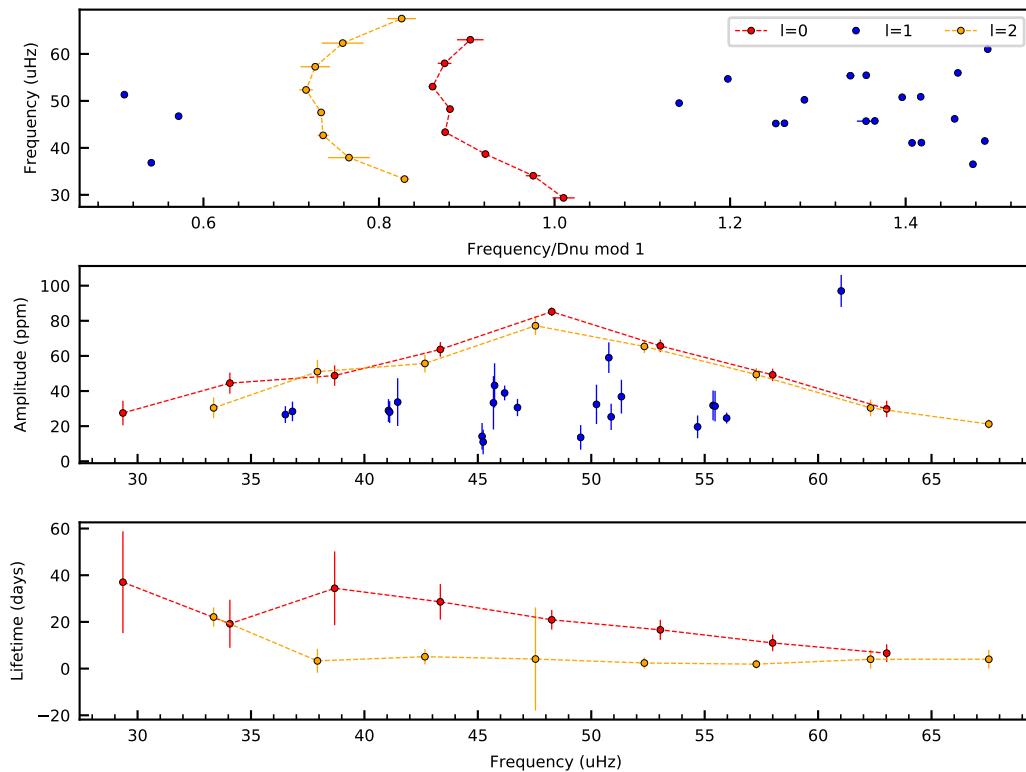 l=0 l=1 l=2
Frequency (uHz)
60
50
40
30
0.6 0.8 1.0 1.2 1.4
Frequency/Dnu mod 1
Amplitude (ppm)
100
80
60
40
20
0
30 35 40 45 50 55 60 65
Lifetime (days)
60
40
20
0
−20
30 35 40 45 50 55 60 65
Frequency (uHz)